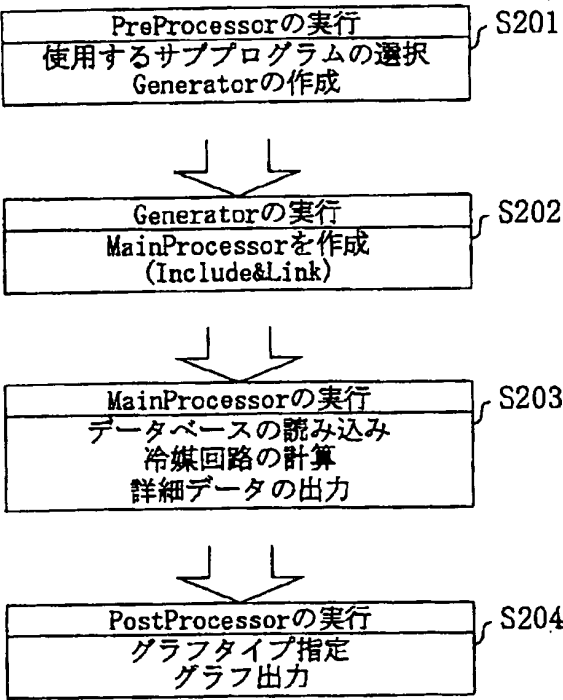 PreProcessorの実行
S201
使用するサブプログラムの選択
Generatorの作成
Generatorの実行
S202
MainProcessorを作成
(Include&Link)
MainProcessorの実行
S203
データベースの読み込み
冷媒回路の計算
詳細データの出力
PostProcessorの実行
S204
グラフタイプ指定
グラフ出力